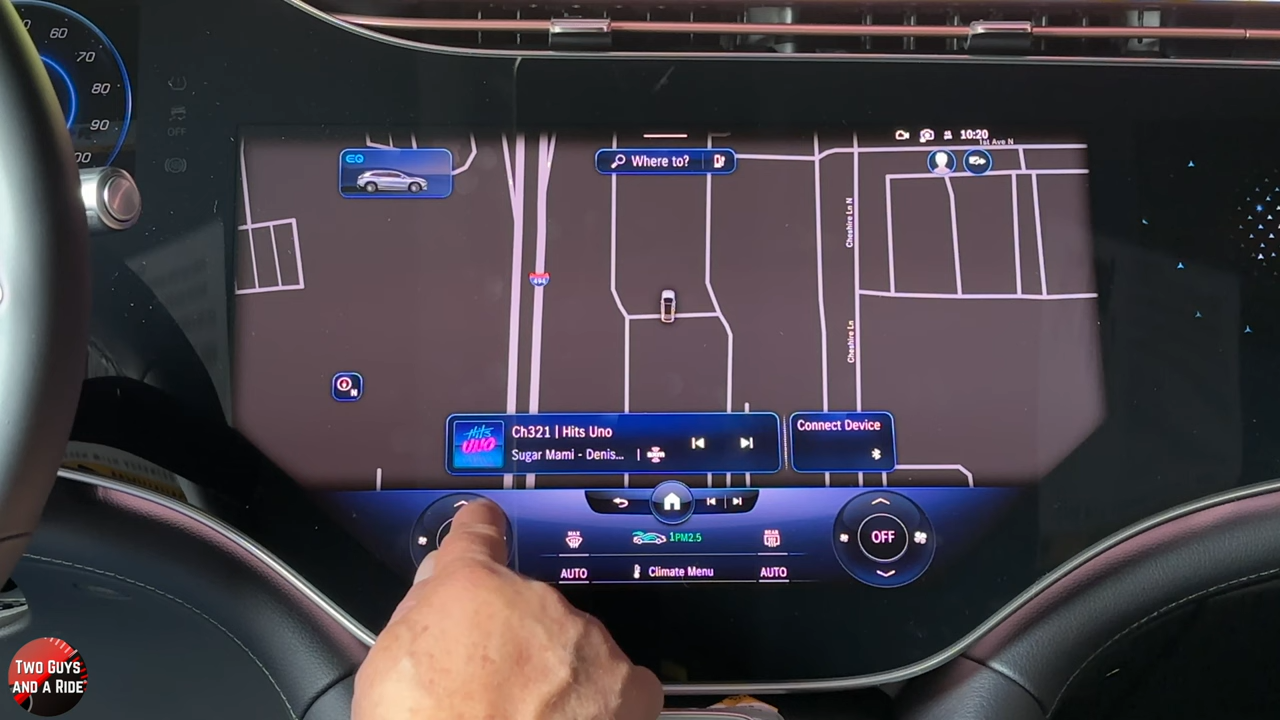 60
70
80
90
OFF
EQ
Where to?
10:20
1st Ave N
Cheshire Ln N
494
Cheshire Ln
N
Hits
UNO
Ch321 | Hits Uno
Sugar Mami - Denis... |
Connect Device
MAX
1PM2.5
REAR
OFF
AUTO
Climate Menu
AUTO
TWO GUYS
AND A RIDE